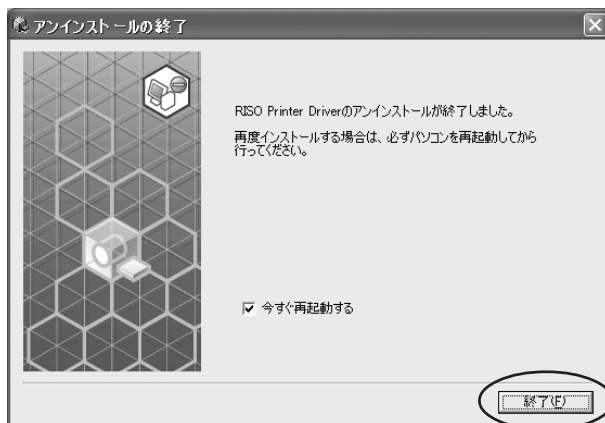 アンインストールの終了
RISO Printer Driverのアンインストールが終了しました。
再度インストールする場合は、必ずパソコンを再起動してから
行ってください。
今すぐ再起動する
終了(F)